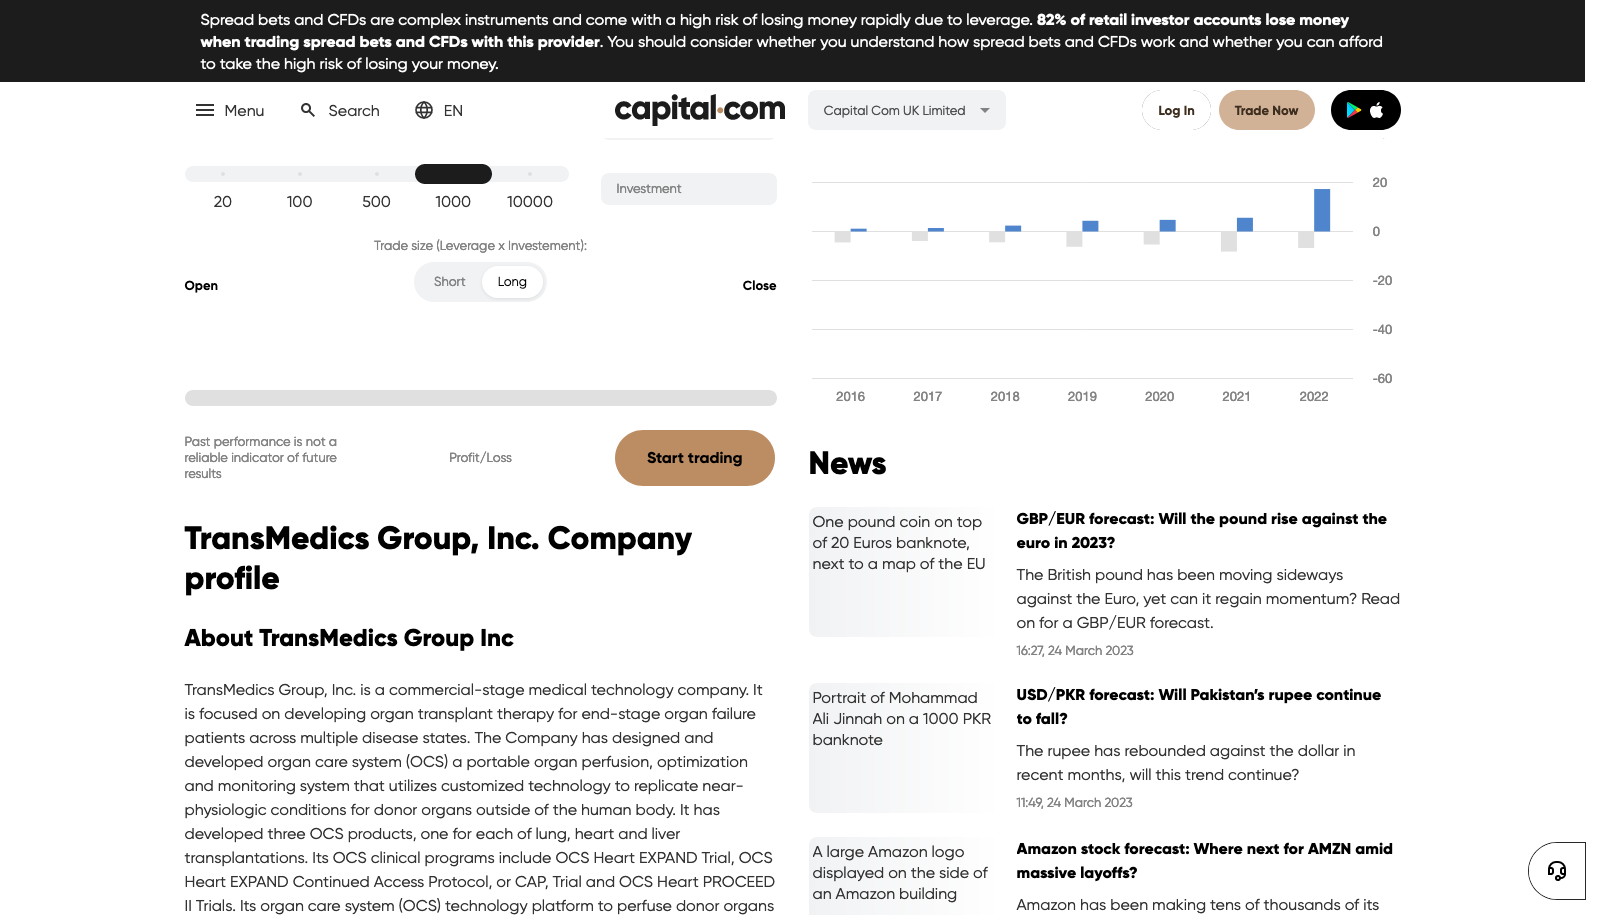 Spread bets and CFDs are complex instruments and come with a high risk of losing money rapidly due to leverage. 82% of retail investor accounts lose money
when trading spread bets and CFDs with this provider. You should consider whether you understand how spread bets and CFDs work and whether you can afford
to take the high risk of losing your money.
Menu
Search
EN
capital.com
Capital Com UK Limited
Log In
Trade Now
20
100
500
1000
10000
Investment
Trade size (Leverage x Investement):
Open
Short
Long
Close
Past performance is not a
reliable indicator of future
results
Profit/Loss
Start trading
TransMedics Group, Inc. Company
profile
About TransMedics Group Inc
TransMedics Group, Inc. is a commercial-stage medical technology company. It
is focused on developing organ transplant therapy for end-stage organ failure
patients across multiple disease states. The Company has designed and
developed organ care system (OCS) a portable organ perfusion, optimization
and monitoring system that utilizes customized technology to replicate near-
physiologic conditions for donor organs outside of the human body. It has
developed three OCS products, one for each of lung, heart and liver
transplantations. Its OCS clinical programs include OCS Heart EXPAND Trial, OCS
Heart EXPAND Continued Access Protocol, or CAP, Trial and OCS Heart PROCEED
II Trials. Its organ care system (OCS) technology platform to perfuse donor organs
20
0
-20
-40
-60
2016
2017
2018
2019
2020
2021
2022
News
One pound coin on top
of 20 Euros banknote,
next to a map of the EU
GBP/EUR forecast: Will the pound rise against the
euro in 2023?
The British pound has been moving sideways
against the Euro, yet can it regain momentum? Read
on for a GBP/EUR forecast.
16:27, 24 March 2023
Portrait of Mohammad
Ali Jinnah on a 1000 PKR
banknote
USD/PKR forecast: Will Pakistan's rupee continue
to fall?
The rupee has rebounded against the dollar in
recent months, will this trend continue?
11:49, 24 March 2023
A large Amazon logo
displayed on the side of
an Amazon building
Amazon stock forecast: Where next for AMZN amid
massive layoffs?
Amazon has been making tens of thousands of its